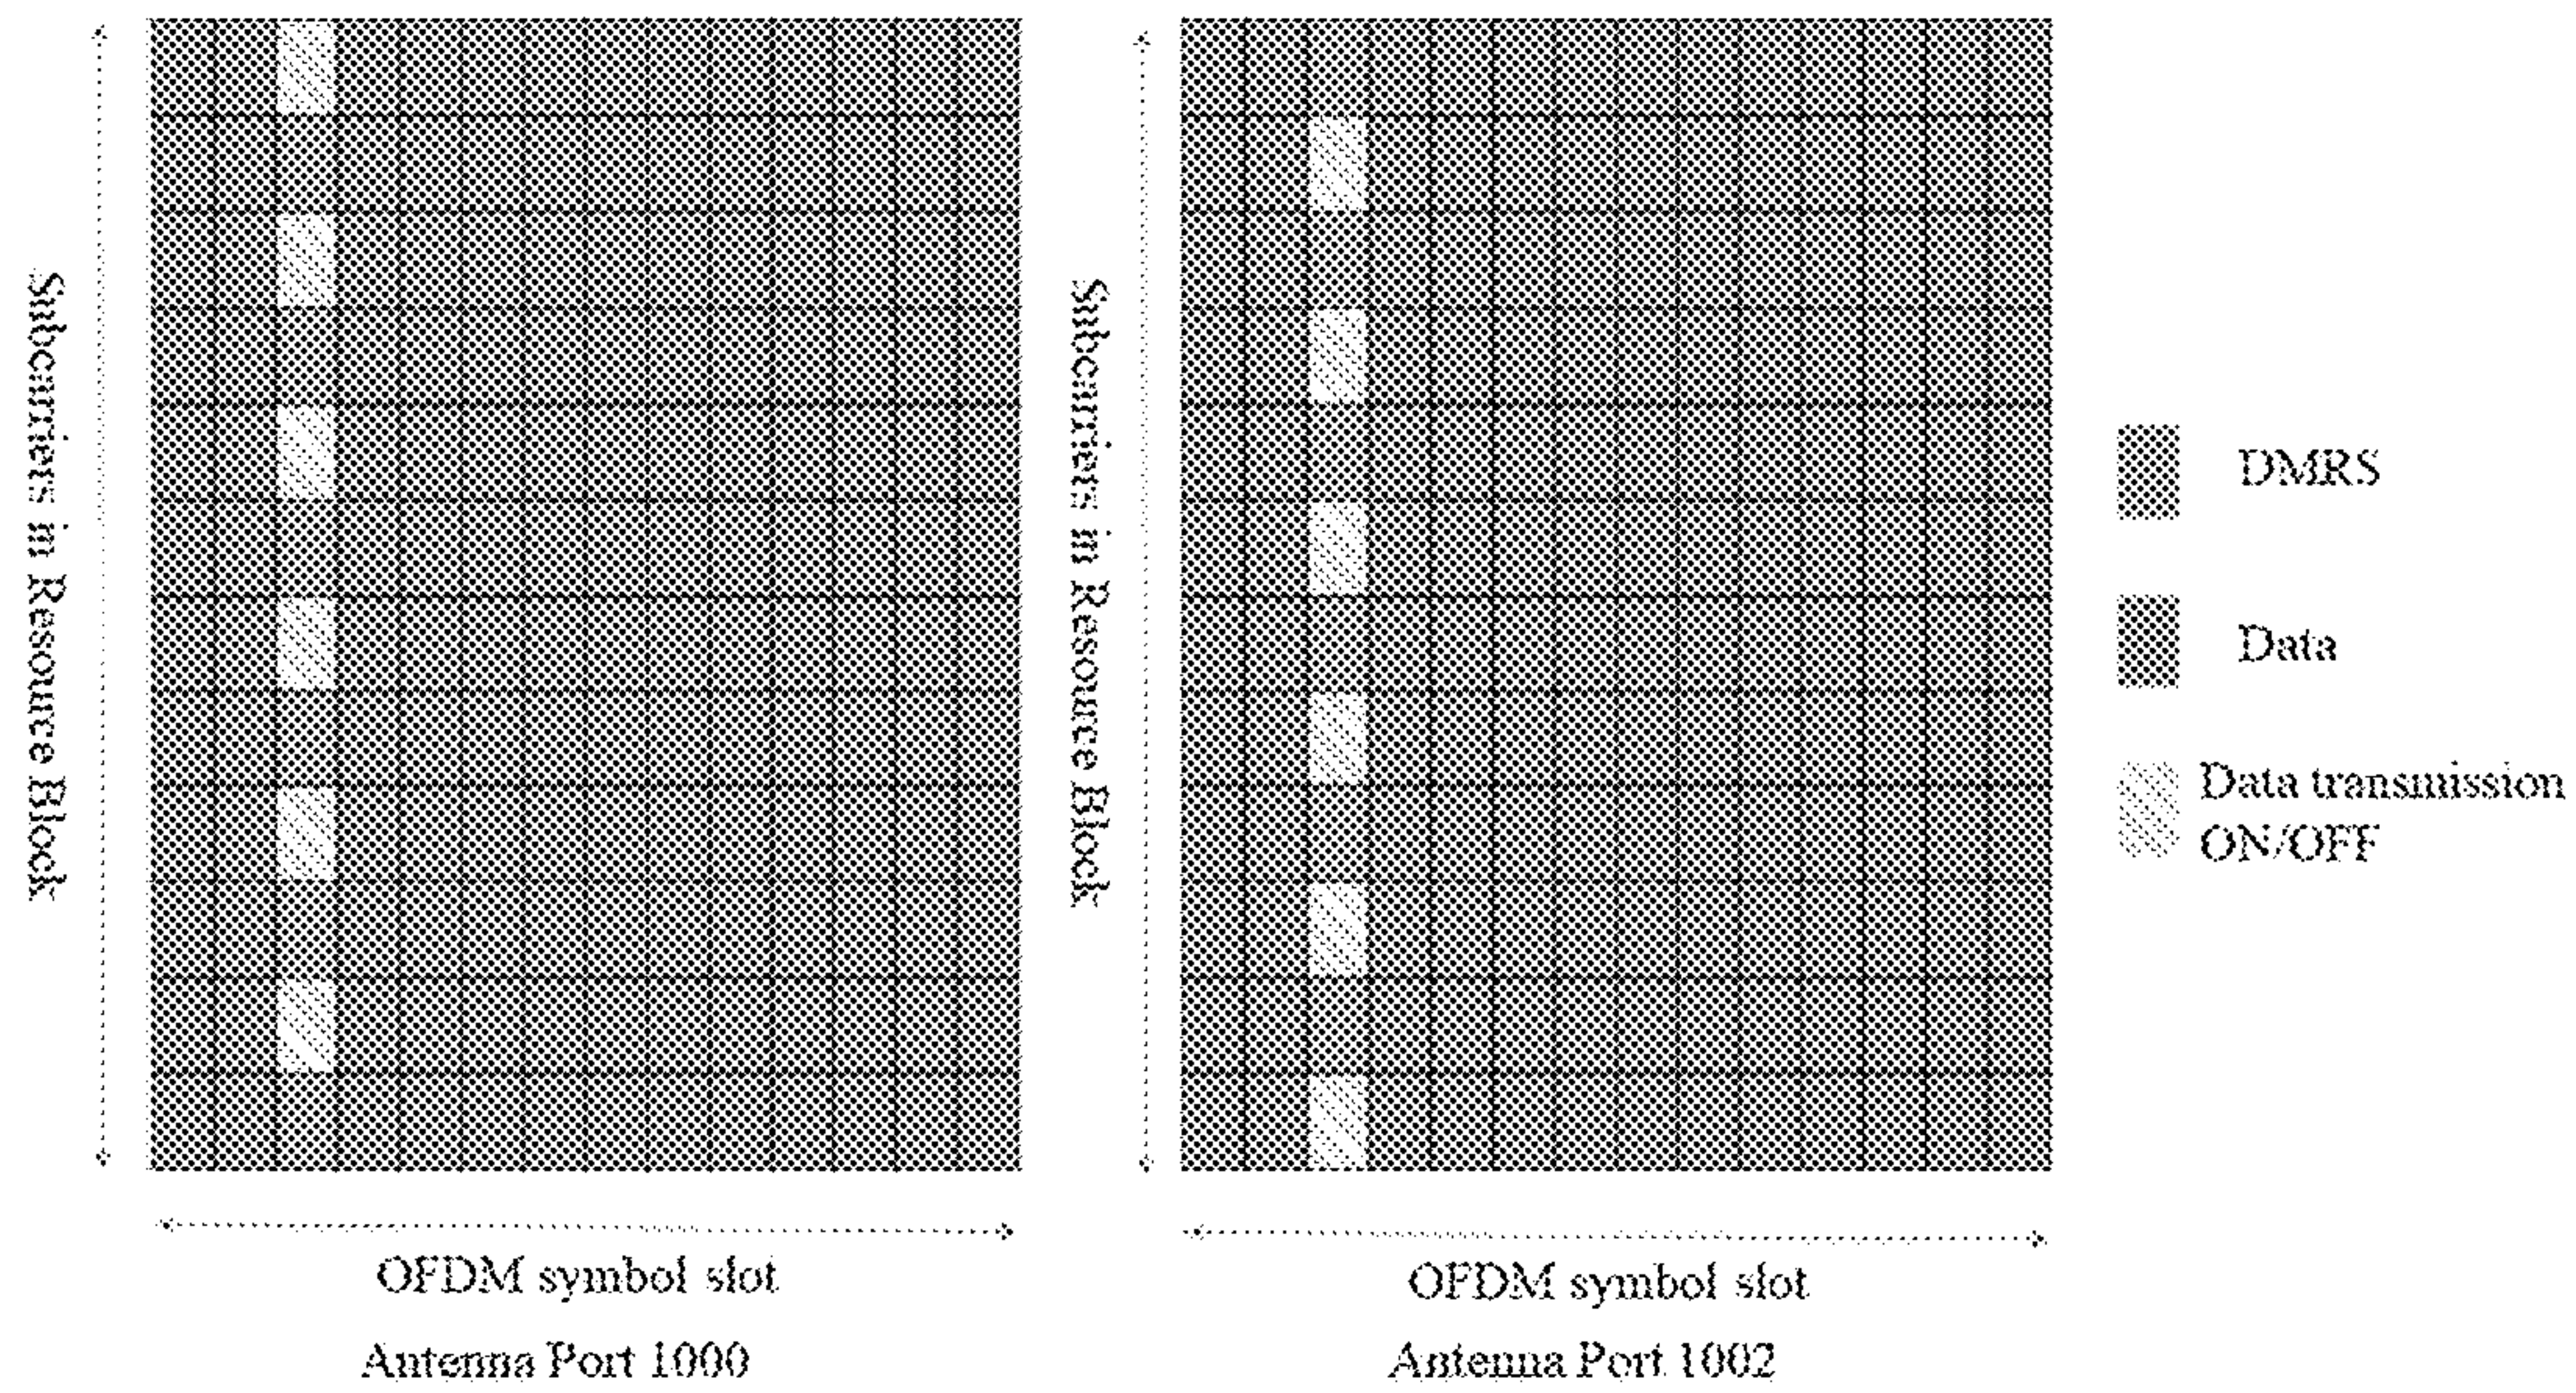 Subcarriers in Resource Block
OFDM symbol slot
Antenna Port 1000
Subcarriers in Resource Block
OFDM symbol slot
Antenna Port 1002
DMRS
Data
Data transmission
ON/OFF